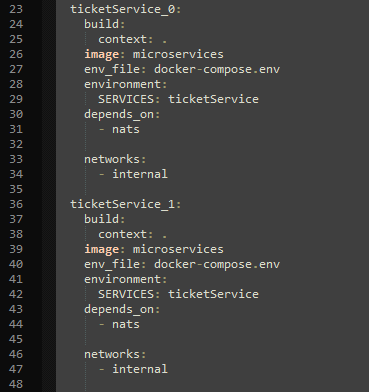 23 ticketService_0:
24 build:
25 context: .
26 image: microservices
27 env_file: docker-compose.env
28 environment:
29 SERVICES: ticketService
30 depends_on:
31 - nats
32
33 networks:
34 - internal
35
36 ticketService_1:
37 build:
38 context: .
39 image: microservices
40 env_file: docker-compose.env
41 environment:
42 SERVICES: ticketService
43 depends_on:
44 - nats
45
46 networks:
47 - internal
48